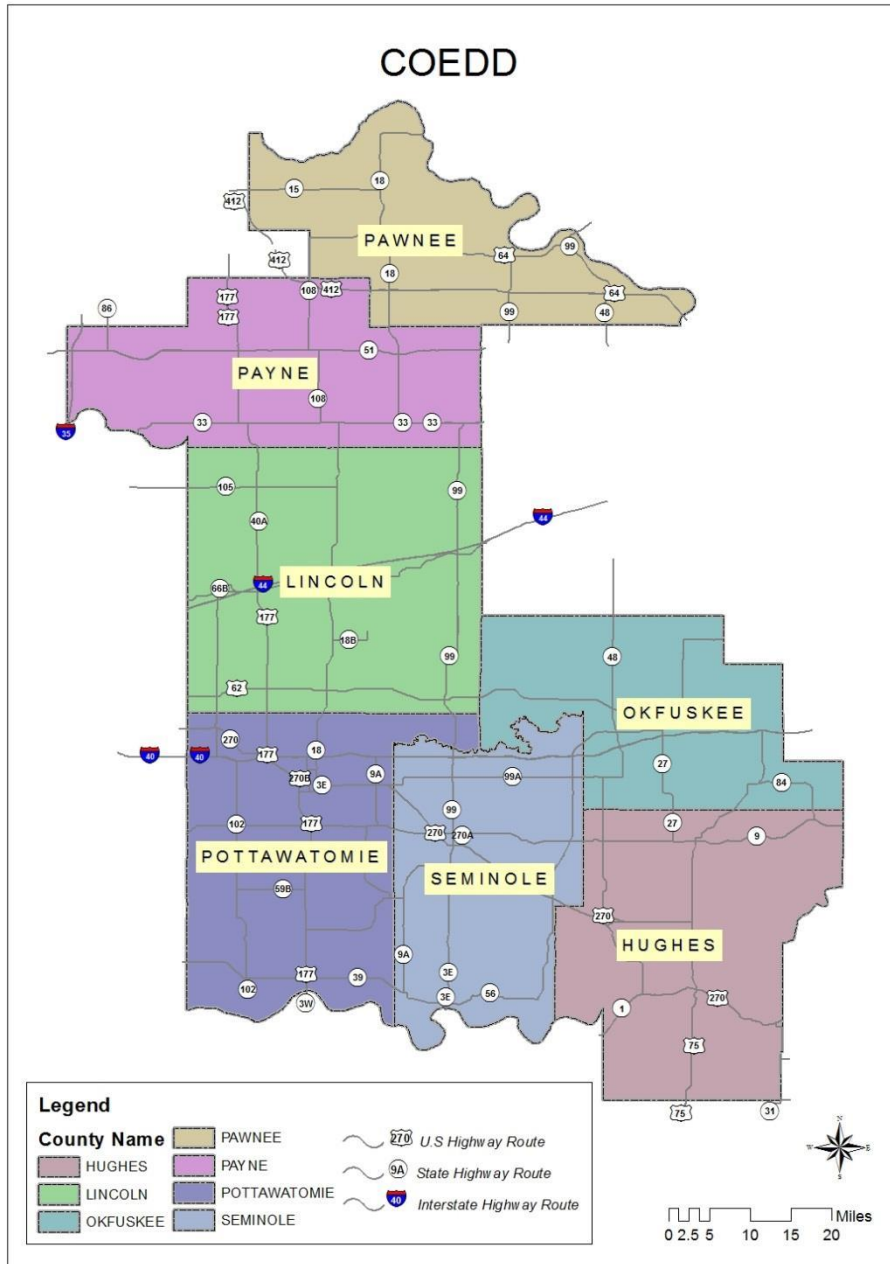 COEDD
15
18
412
PAWNEE
99
64
412
18
412
108
64
177
177
86
99
48
51
PAYNE
108
33
33
33
35
105
99
40A
44
44
LINCOLN
66B
177
18B
99
48
62
OKFUSKEE
270
18
40
40
177
270B
3E
9A
99A
27
84
99
102
177
270
270A
27
9
POTTAWATOMIE
SEMINOLE
59B
270
HUGHES
9A
177
39
3E
102
3W
3E
56
1
270
75
75
31
Legend
County Name
HUGHES
LINCOLN
OKFUSKEE
PAWNEE
PAYNE
POTTAWATOMIE
SEMINOLE
270 U.S Highway Route
9A State Highway Route
40 Interstate Highway Route
N
W E
S
Miles
0 2.5 5 10 15 20